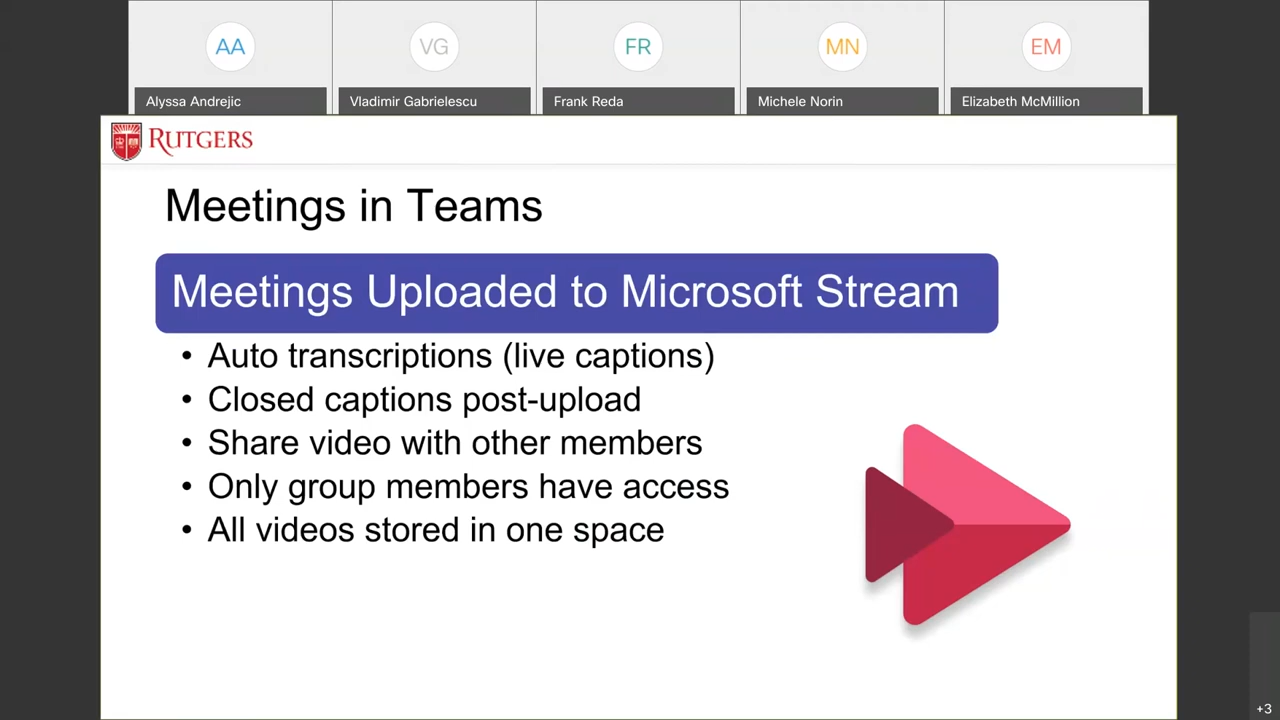 AA
VG
FR
MN
EM
Alyssa Andrejic
Vladimir Gabrielescu
Frank Reda
Michele Norin
Elizabeth McMillion
RUTGERS
Meetings in Teams
Meetings Uploaded to Microsoft Stream
• Auto transcriptions (live captions)
• Closed captions post-upload
• Share video with other members
• Only group members have access
• All videos stored in one space
+3